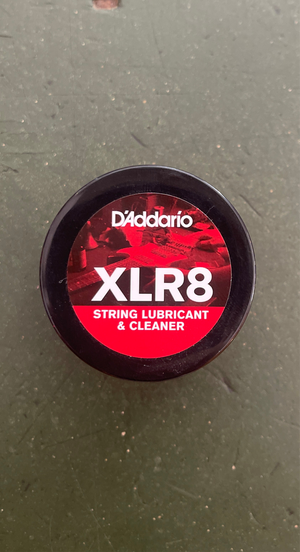 D'Addario
XLR8
STRING LUBRICANT
& CLEANER